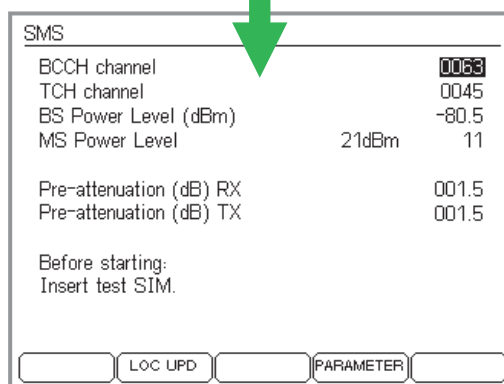 SMS
BCCH channel 0063
TCH channel 0045
BS Power Level (dBm) -80.5
MS Power Level 21dBm 11
Pre-attenuation (dB) RX 001.5
Pre-attenuation (dB) TX 001.5
Before starting:
Insert test SIM.
LOC UPD PARAMETER